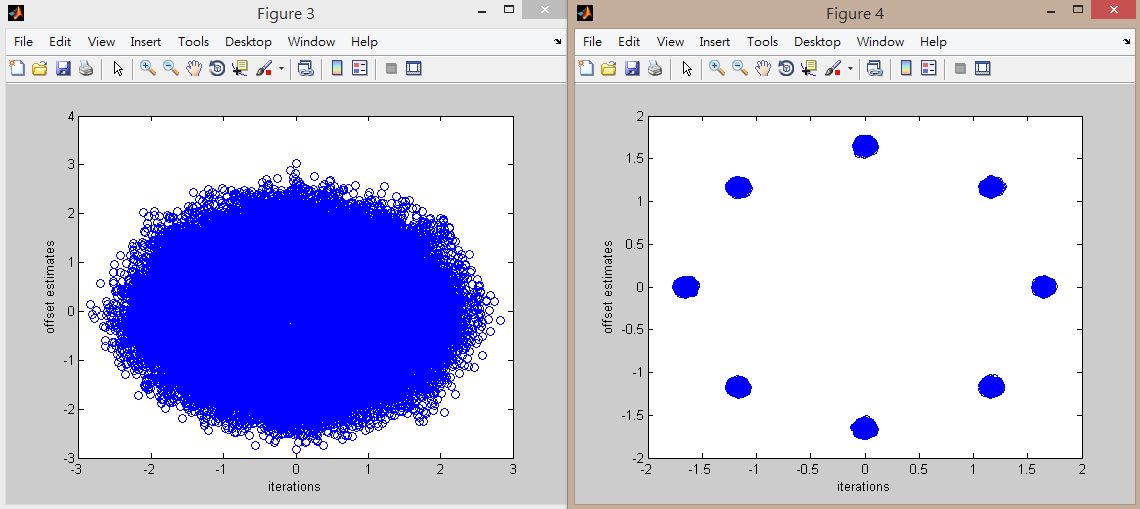 Figure 3
File Edit View Insert Tools Desktop Window Help
4
3
2
1
0
-1
-2
-3
offset estimates
-3 -2 -1 0 1 2 3
iterations
Figure 4
File Edit View Insert Tools Desktop Window Help
2
1.5
1
0.5
0
-0.5
-1
-1.5
-2
offset estimates
-2 -1.5 -1 -0.5 0 0.5 1 1.5 2
iterations